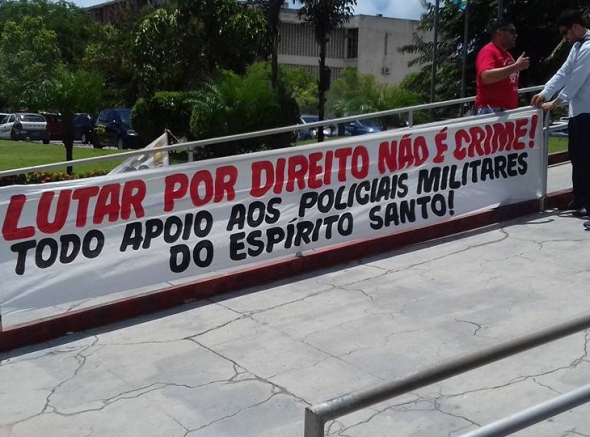 LUTAR POR DIREITO NÃO É CRIME!
TODO APOIO AOS POLICIAIS MILITARES
DO ESPÍRITO SANTO!